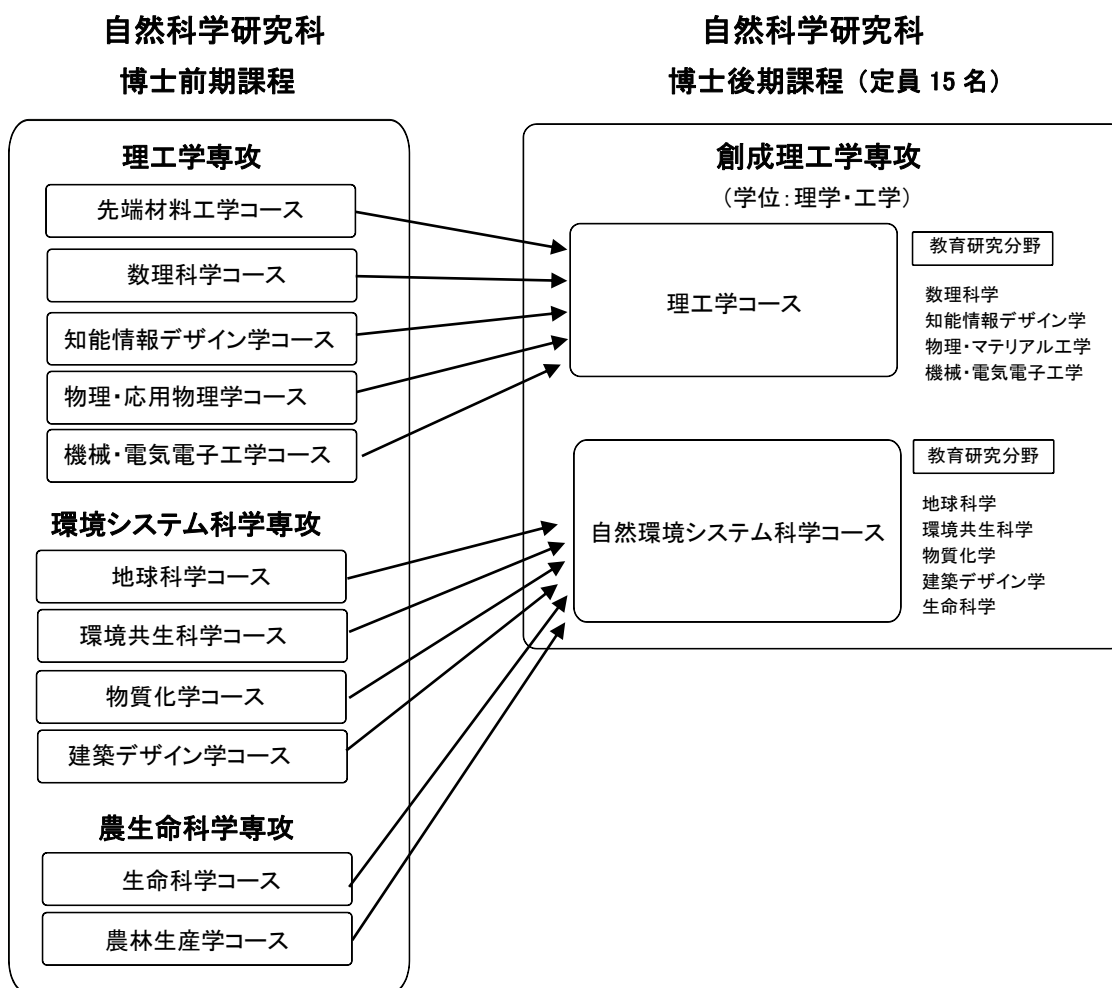 自然科学研究科
博士前期課程
理工学専攻
先端材料工学コース
数理科学コース
知能情報デザイン学コース
物理・応用物理学コース
機械・電気電子工学コース
環境システム科学専攻
地球科学コース
環境共生科学コース
物質化学コース
建築デザイン学コース
農生命科学専攻
生命科学コース
農林生産学コース
自然科学研究科
博士後期課程（定員 15 名）
創成理工学専攻
（学位：理学・工学）
理工学コース
教育研究分野
数理科学
知能情報デザイン学
物理・マテリアル工学
機械・電気電子工学
自然環境システム科学コース
教育研究分野
地球科学
環境共生科学
物質化学
建築デザイン学
生命科学